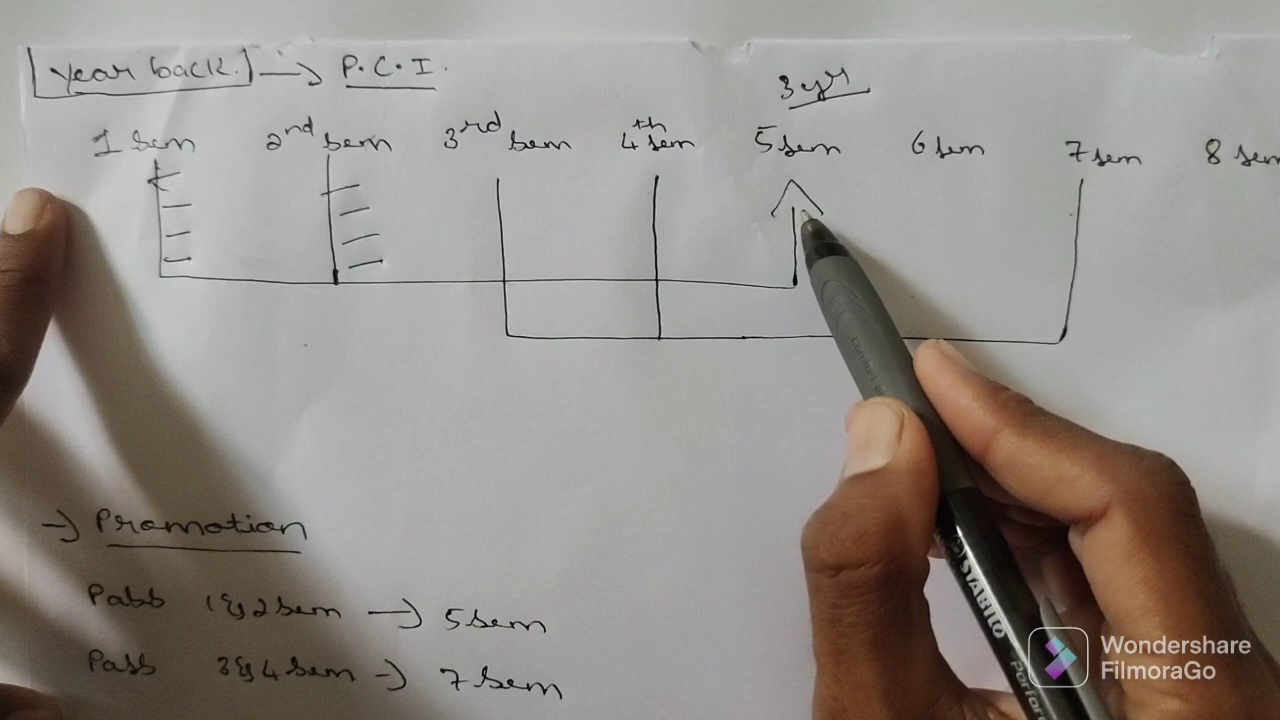 Year back. → P.C.I.
3 yr
1 sem 2nd sem 3rd sem 4th sem 5 sem 6 sem 7 sem 8 sem
→ Promotion
Pass 1 & 2 sem → 5 sem
Pass 3 & 4 sem → 7 sem
STABILO
Wondershare
FilmoraGo